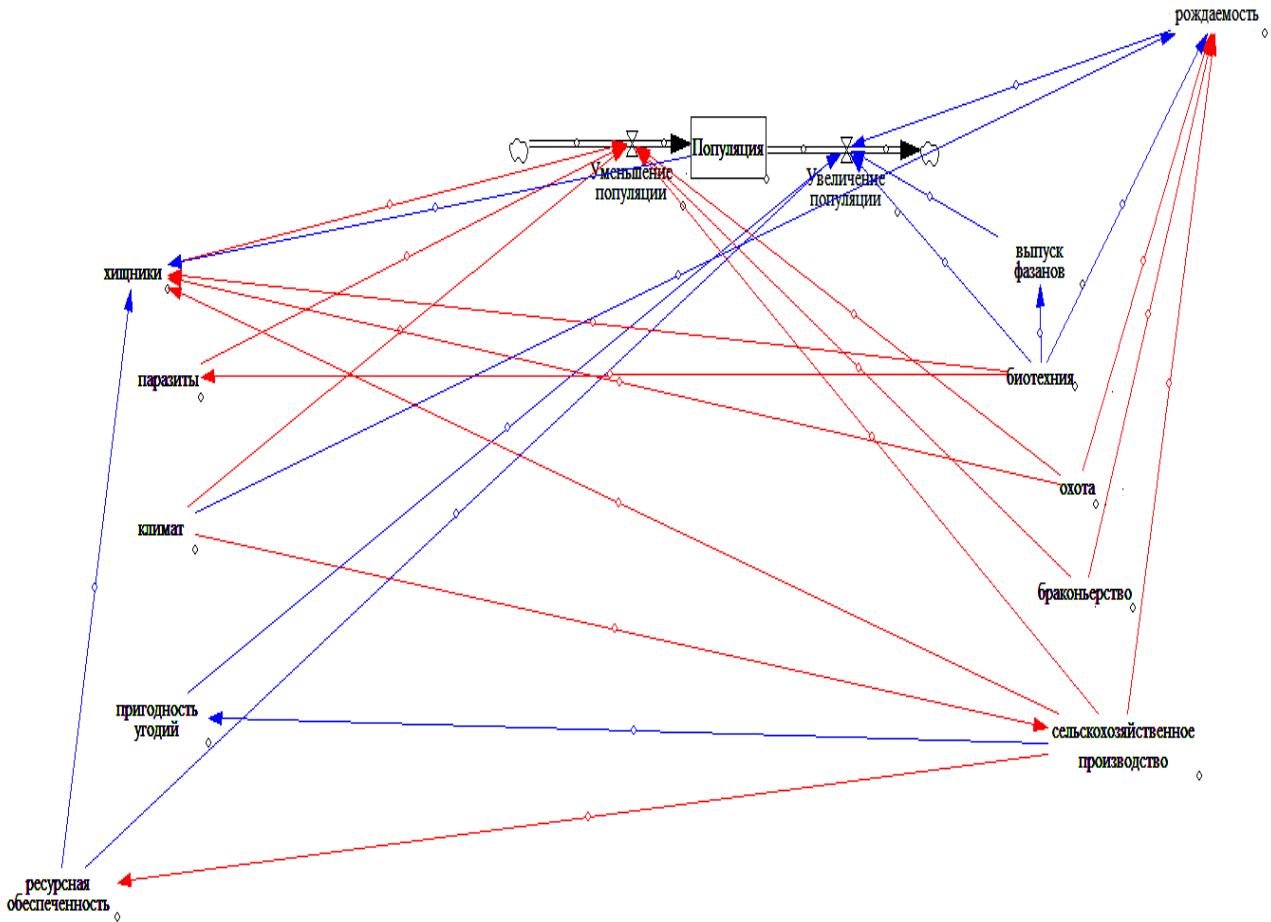 рождаемость
Популяция
Уменьшение
популяции
Увеличение
популяции
выпуск
фазанов
хищники
паразиты
биотехния
охота
климат
браконьерство
пригодность
угодий
сельскохозяйственное
производство
ресурсная
обеспеченность